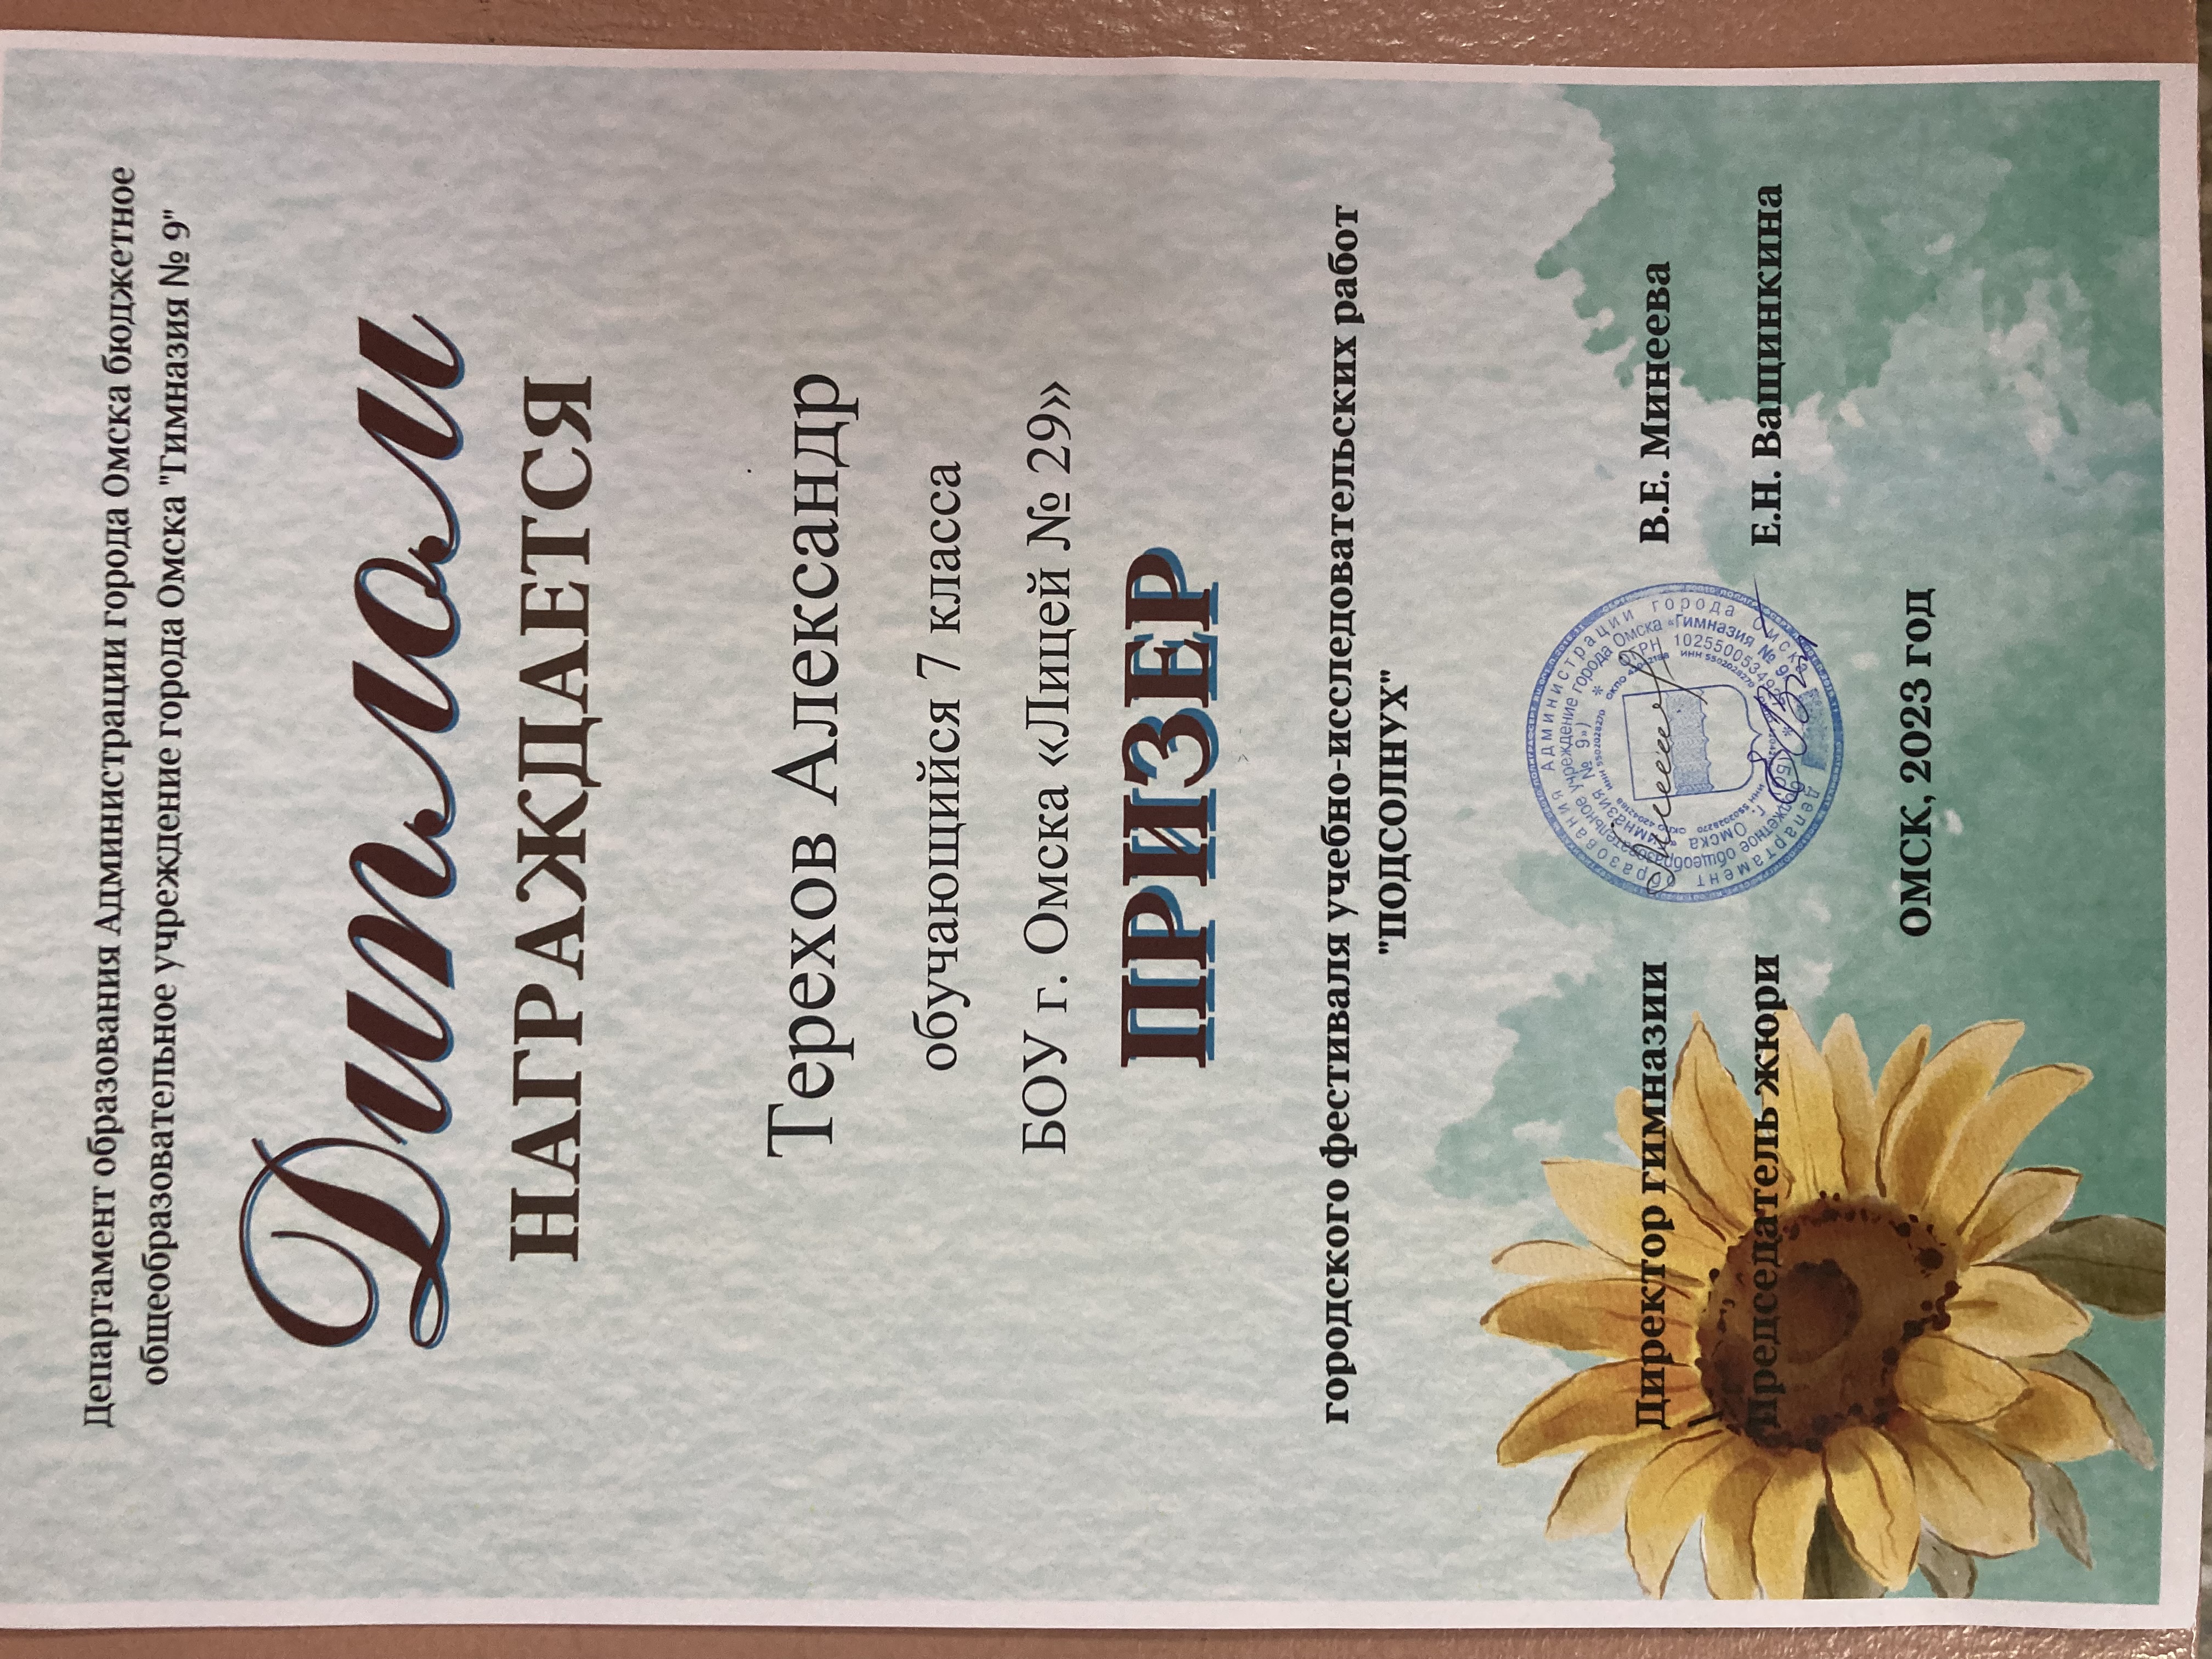 Департамент образования Администрации города Омска бюджетное
общеобразовательное учреждение города Омска "Гимназия № 9"
Диплом
НАГРАЖДАЕТСЯ
Терехов Александр
обучающийся 7 класса
БОУ г. Омска «Лицей № 29»
ПРИЗЕР
городского фестиваля учебно-исследовательских работ
"ПОДСОЛНУХ"
Директор гимназии В.Е. Минеева
Председатель жюри Е.Н. Ващинкина
ОМСК, 2023 год